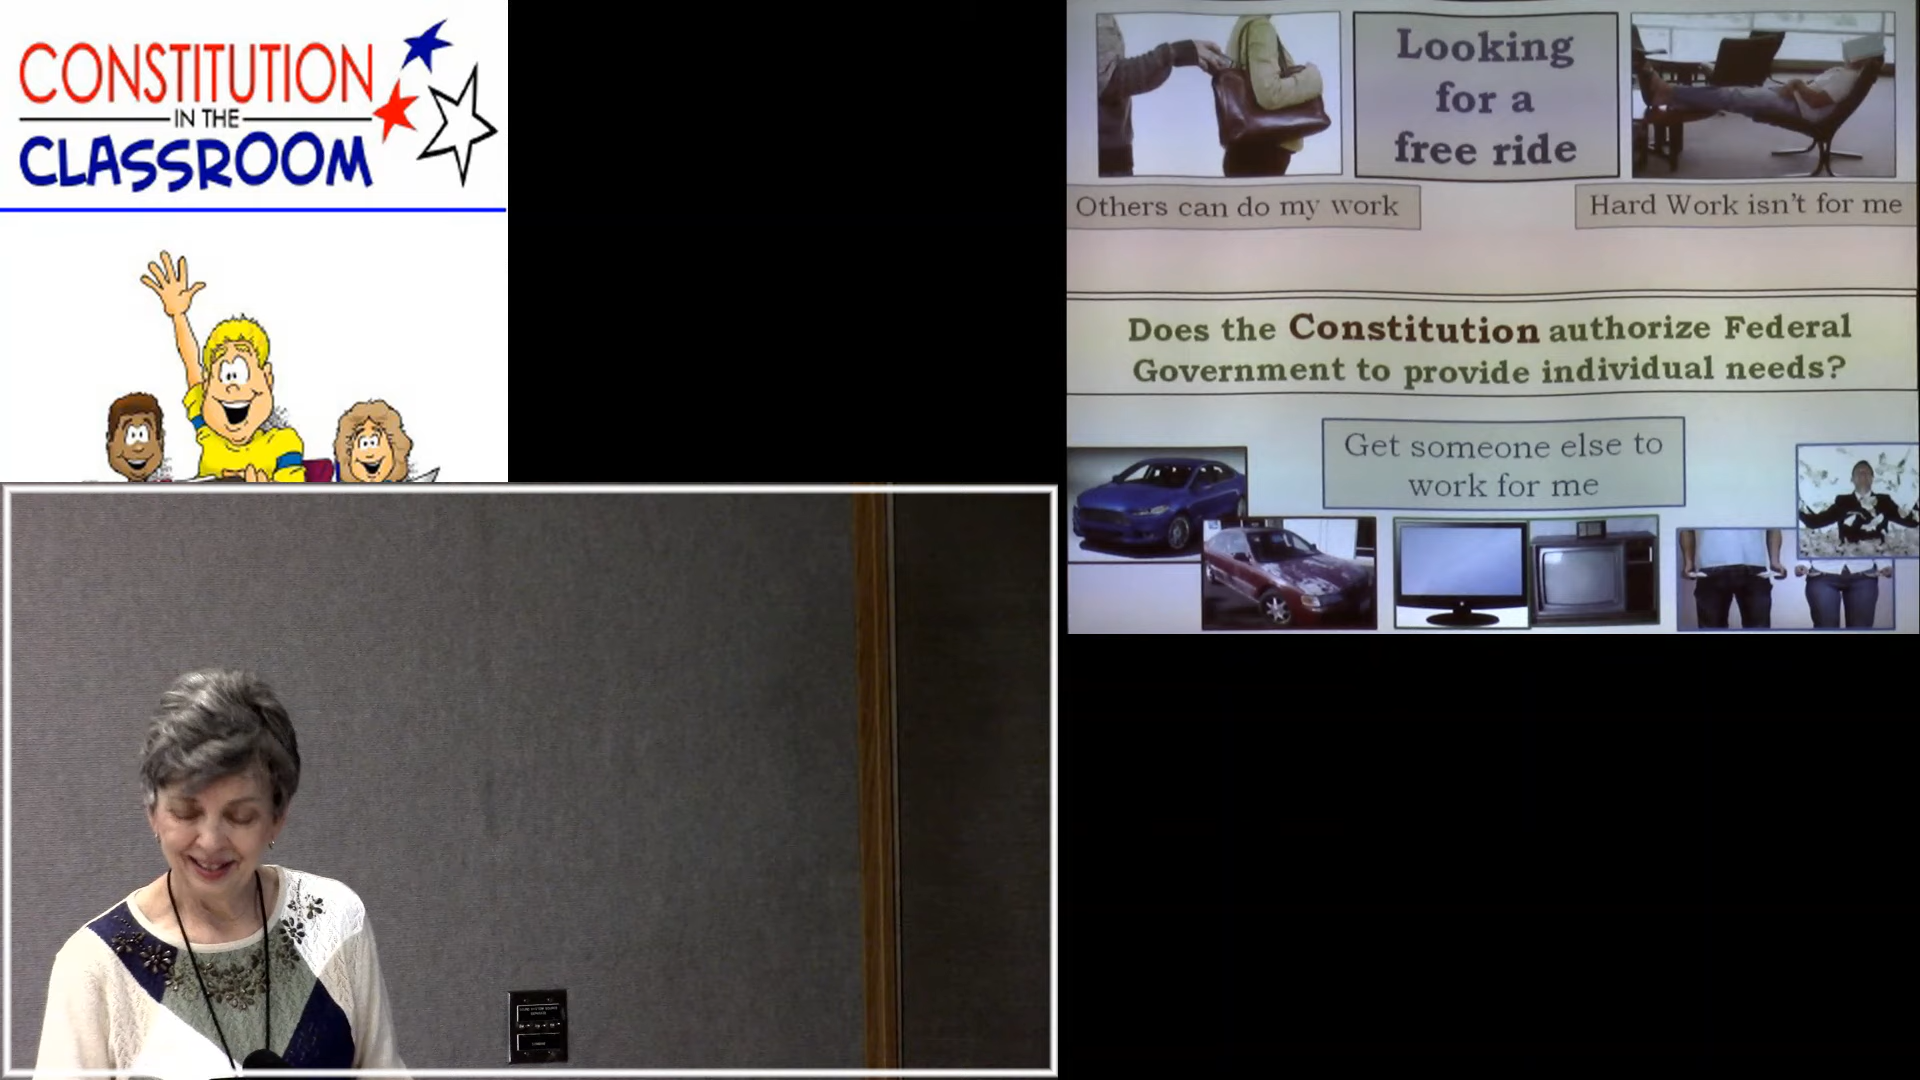 CONSTITUTION
IN THE
CLASSROOM
Looking
for a
free ride
Others can do my work
Hard Work isn't for me
Does the Constitution authorize Federal
Government to provide individual needs?
Get someone else to
work for me